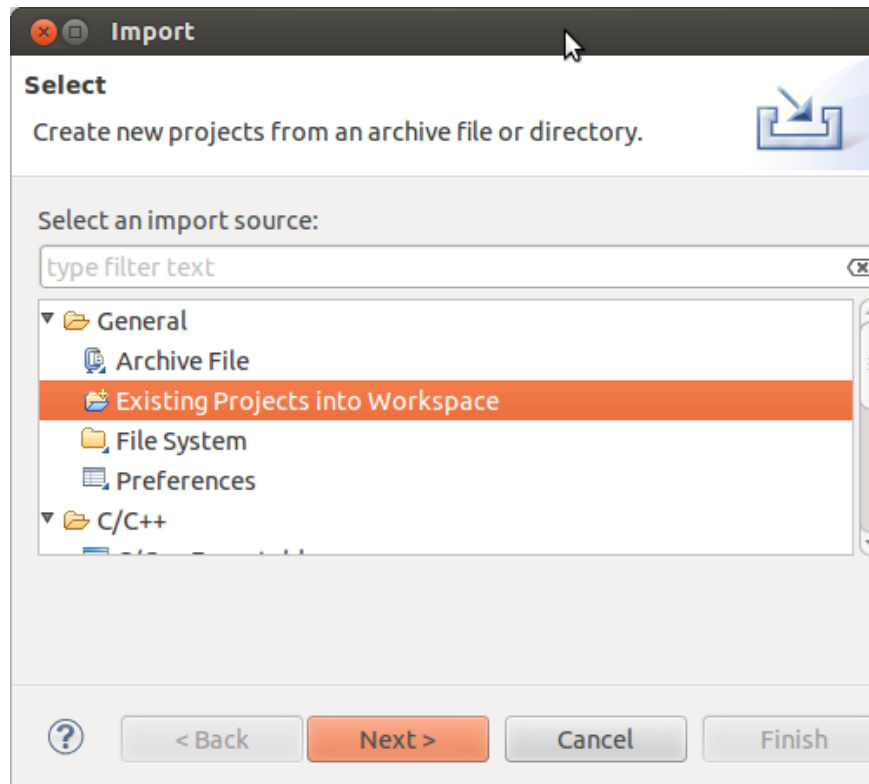 Import
Select
Create new projects from an archive file or directory.
Select an import source:
type filter text
General
Archive File
Existing Projects into Workspace
File System
Preferences
C/C++
< Back Next > Cancel Finish